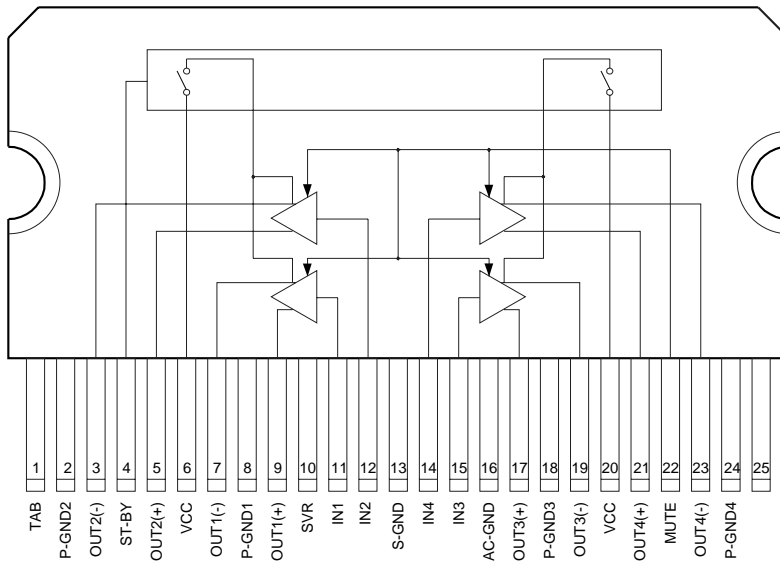 1 2 3 4 5 6 7 8 9 10 11 12 13 14 15 16 17 18 19 20 21 22 23 24 25
TAB
P-GND2
OUT2(-)
ST-BY
OUT2(+)
VCC
OUT1(-)
P-GND1
OUT1(+)
SVR
IN1
IN2
S-GND
IN4
IN3
AC-GND
OUT3(+)
P-GND3
OUT3(-)
VCC
OUT4(+)
MUTE
OUT4(-)
P-GND4